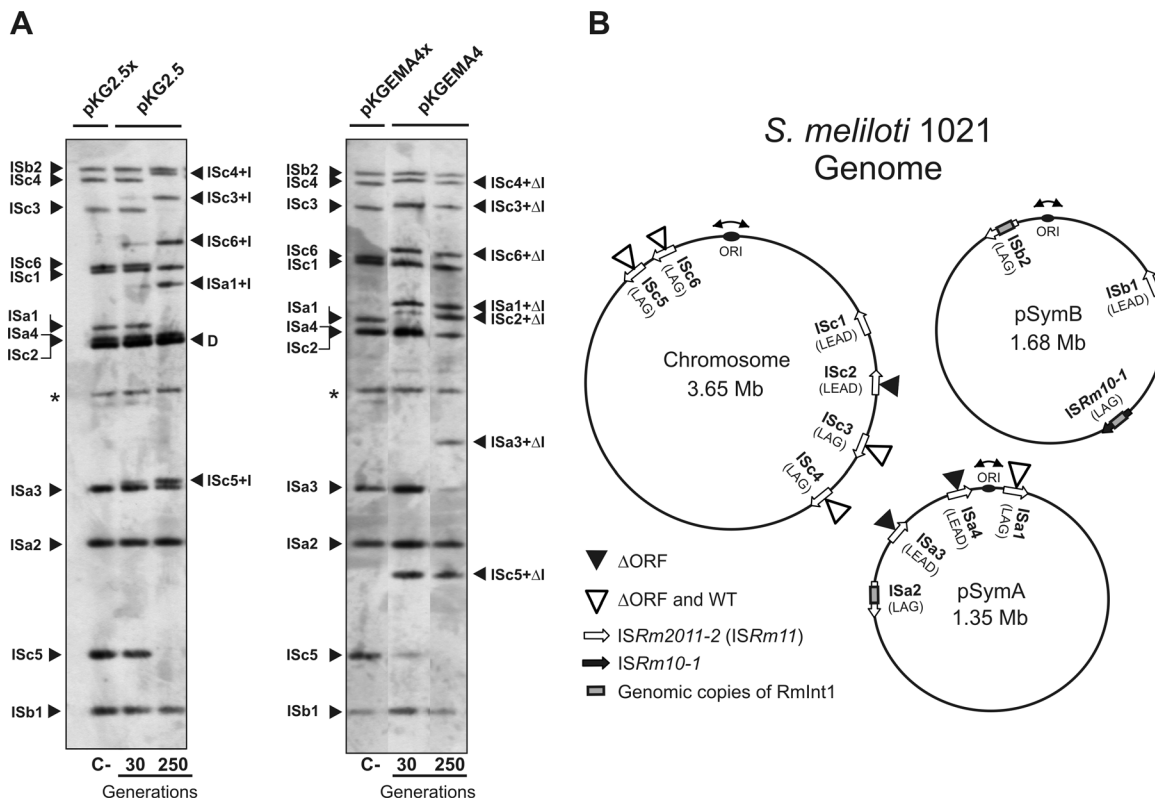 A
pKG2.5x
pKG2.5
ISb2
ISc4
ISc3
ISc6
ISc1
ISa1
ISa4
ISc2
*
ISa3
ISa2
ISc5
ISb1
ISc4+I
ISc3+I
ISc6+I
ISa1+I
D
ISc5+I
C- 30 250
Generations
pKGEMA4x
pKGEMA4
ISb2
ISc4
ISc3
ISc6
ISc1
ISa1
ISa4
ISc2
*
ISa3
ISa2
ISc5
ISb1
ISc4+ΔI
ISc3+ΔI
ISc6+ΔI
ISa1+ΔI
ISc2+ΔI
ISa3+ΔI
ISc5+ΔI
C- 30 250
Generations
B
S. meliloti 1021
Genome
ORI
ISc6
(LAG)
ISc5
(LAG)
ISc1
(LEAD)
ISc2
(LEAD)
ISc3
(LAG)
ISc4
(LAG)
Chromosome
3.65 Mb
ORI
ISb2
(LAG)
ISb1
(LEAD)
pSymB
1.68 Mb
ISRm10-1
(LAG)
ORI
ISa1
(LAG)
ISa4
(LEAD)
ISa3
(LEAD)
ISa2
(LAG)
pSymA
1.35 Mb
ΔORF
ΔORF and WT
ISRm2011-2 (ISRm11)
ISRm10-1
Genomic copies of RmInt1